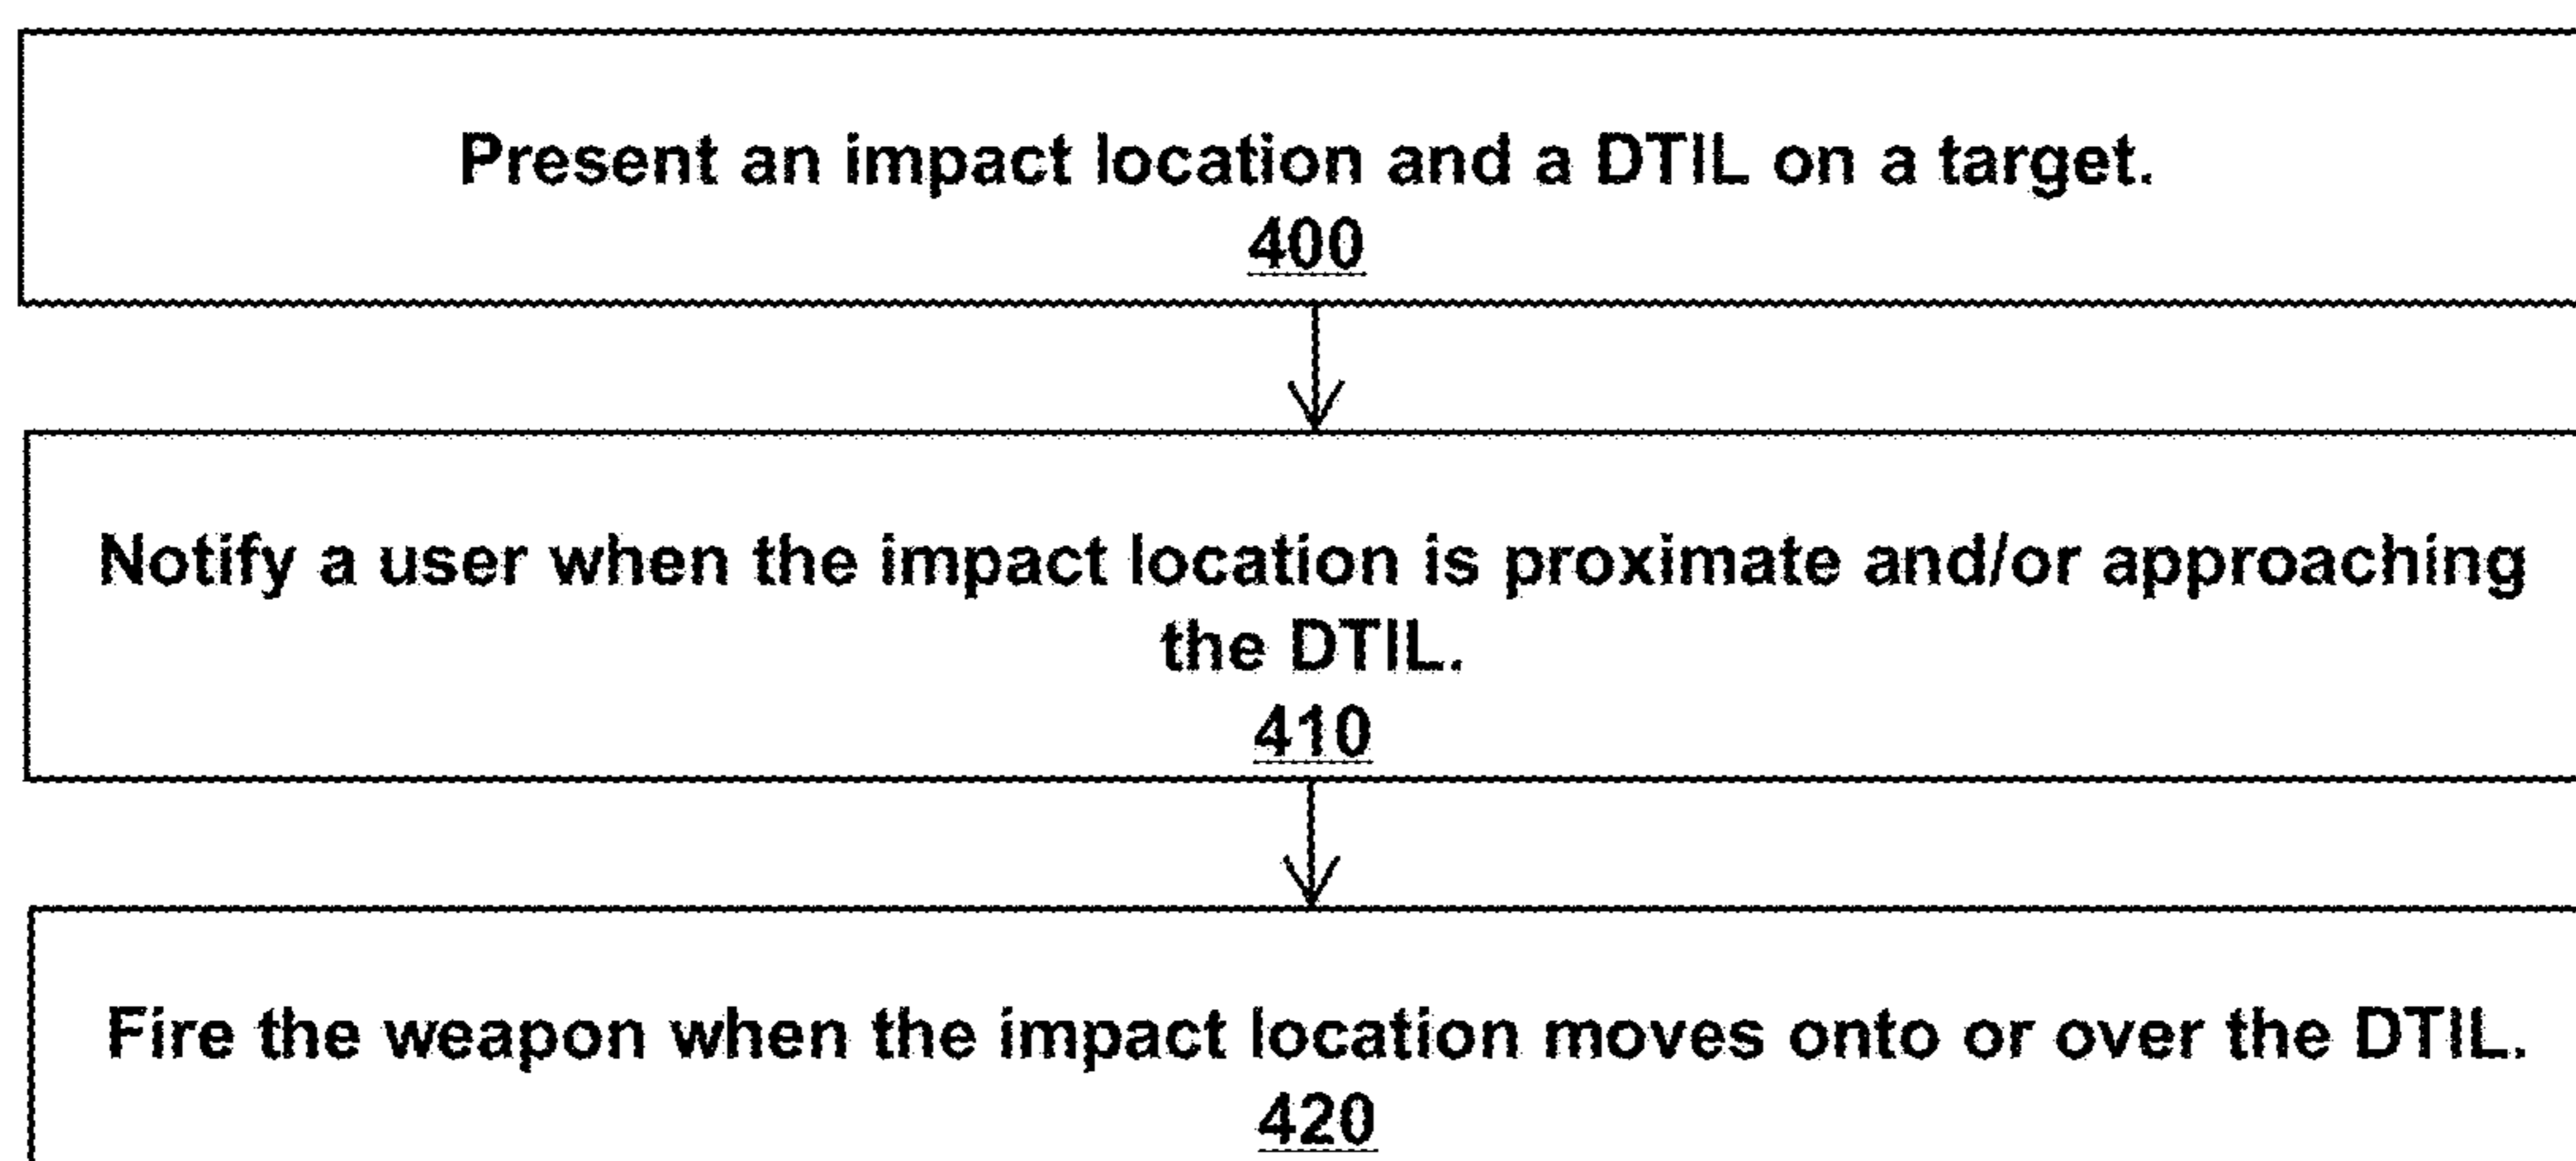 Present an impact location and a DTIL on a target.
400
Notify a user when the impact location is proximate and/or approaching
the DTIL.
410
Fire the weapon when the impact location moves onto or over the DTIL.
420